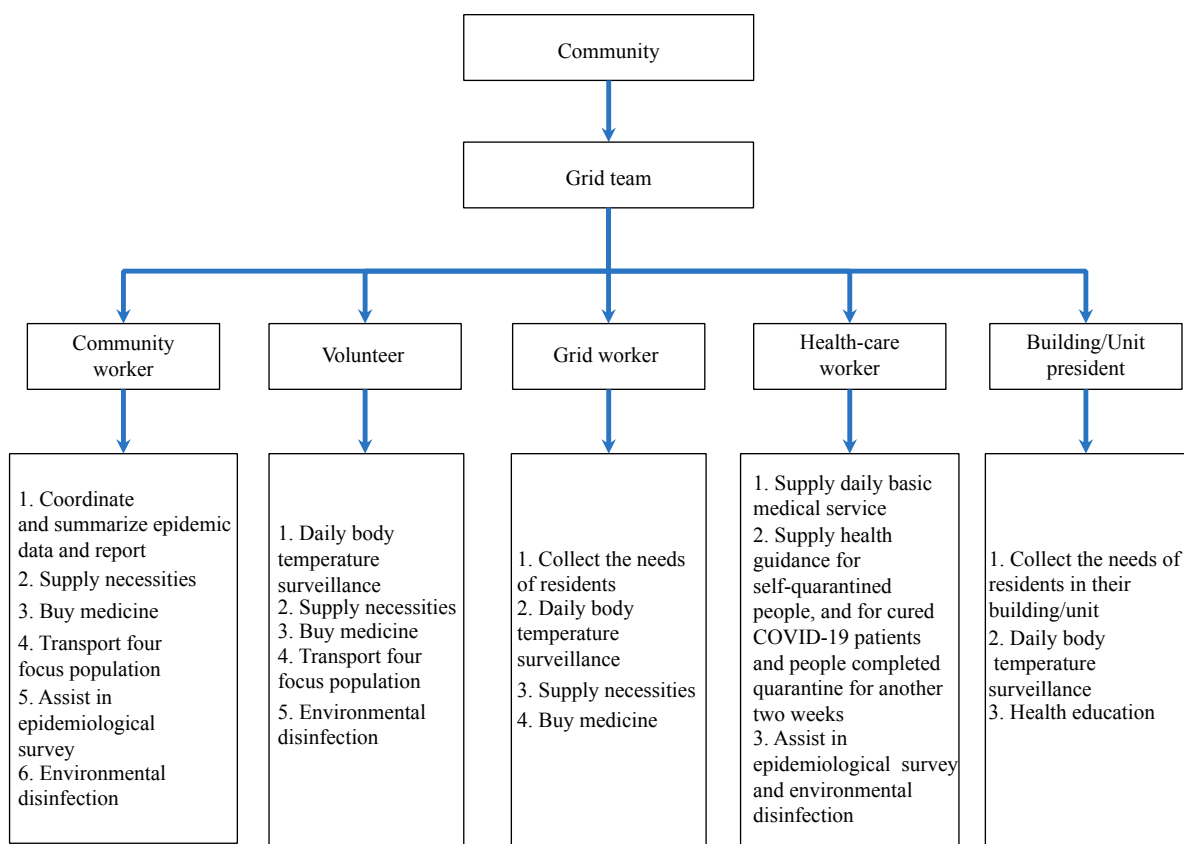 Community
Grid team
Community
worker
Volunteer
Grid worker
Health-care
worker
Building/Unit
president
1. Coordinate
and summarize epidemic
data and report
2. Supply necessities
3. Buy medicine
4. Transport four
focus population
5. Assist in
epidemiological
survey
6. Environmental
disinfection
1. Daily body
temperature
surveillance
2. Supply necessities
3. Buy medicine
4. Transport four
focus population
5. Environmental
disinfection
1. Collect the needs
of residents
2. Daily body
temperature
surveillance
3. Supply necessities
4. Buy medicine
1. Supply daily basic
medical service
2. Supply health
guidance for
self-quarantined
people, and for cured
COVID-19 patients
and people completed
quarantine for another
two weeks
3. Assist in
epidemiological survey
and environmental
disinfection
1. Collect the needs of
residents in their
building/unit
2. Daily body
temperature
surveillance
3. Health education